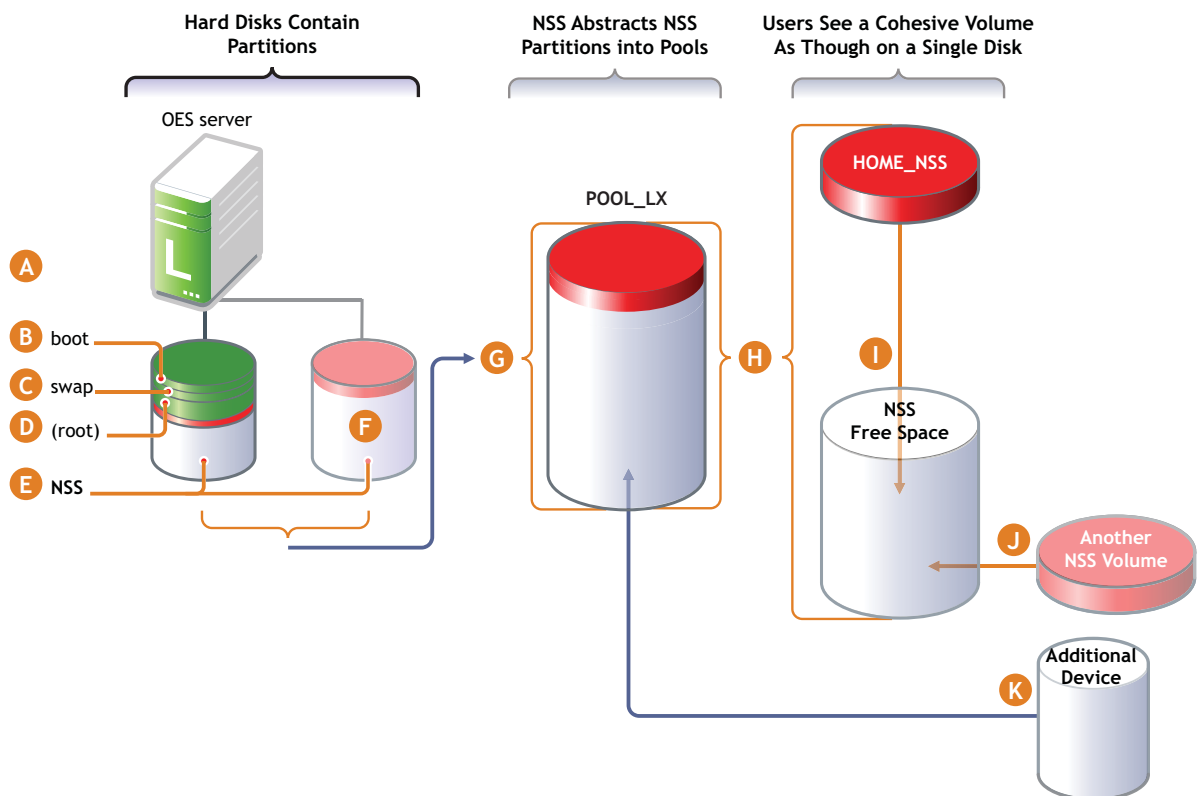 Hard Disks Contain
Partitions
NSS Abstracts NSS
Partitions into Pools
Users See a Cohesive Volume
As Though on a Single Disk
OES server
L
A
B boot
C swap
D (root)
E NSS
F
POOL_LX
G
H
HOME_NSS
I
NSS
Free Space
J
Another
NSS Volume
K
Additional
Device